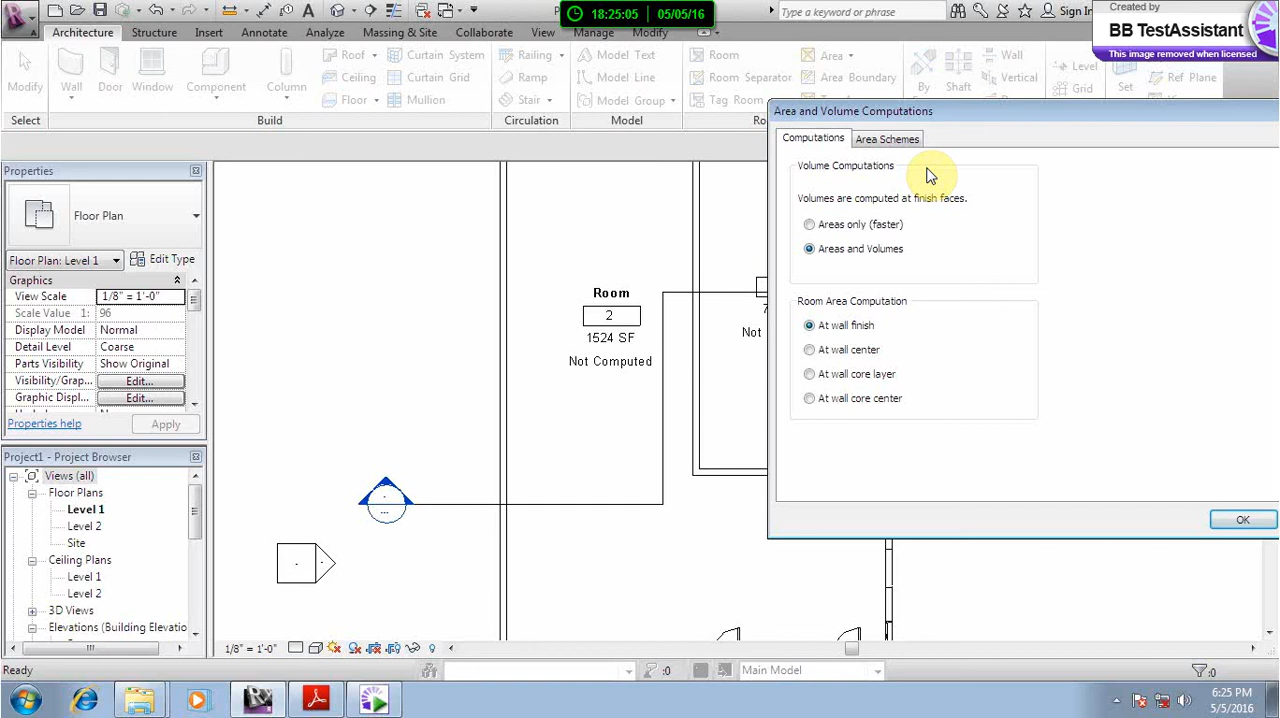 18:25:05 05/05/16
Type a keyword or phrase
Sign In
Created by
BB TestAssistant
This image removed when licensed
Architecture Structure Insert Annotate Analyze Massing & Site Collaborate View Manage Modify
Modify Wall Door Window Component Column
Roof Curtain System Railing Model Text Room Area Wall Level
Ceiling Curtain Grid Ramp Model Line Room Separator Area Boundary Vertical Ref Plane
Floor Mullion Stair Model Group Tag Room By Shaft Grid Set
Select Build Circulation Model
Properties
Floor Plan
Floor Plan: Level 1 Edit Type
Graphics
View Scale 1/8" = 1'-0"
Scale Value 1: 96
Display Model Normal
Detail Level Coarse
Parts Visibility Show Original
Visibility/Grap... Edit...
Graphic Displ... Edit...
Properties help Apply
Project1 - Project Browser
Views (all)
Floor Plans
Level 1
Level 2
Site
Ceiling Plans
Level 1
Level 2
3D Views
Elevations (Building Elevatio
Room
2
1524 SF
Not Computed
Not
Area and Volume Computations
Computations Area Schemes
Volume Computations
Volumes are computed at finish faces.
Areas only (faster)
Areas and Volumes
Room Area Computation
At wall finish
At wall center
At wall core layer
At wall core center
OK
1/8" = 1'-0"
Ready :0 Main Model :0
6:25 PM
5/5/2016